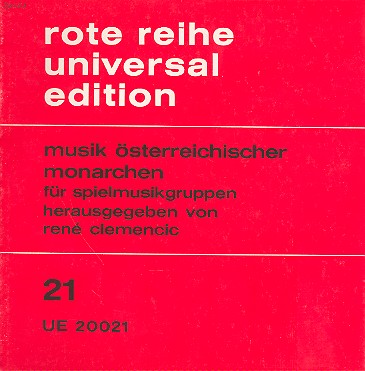 rote reihe
universal
edition
musik österreichischer
monarchen
für spielmusikgruppen
herausgegeben von
rené clemencic
21
UE 20021